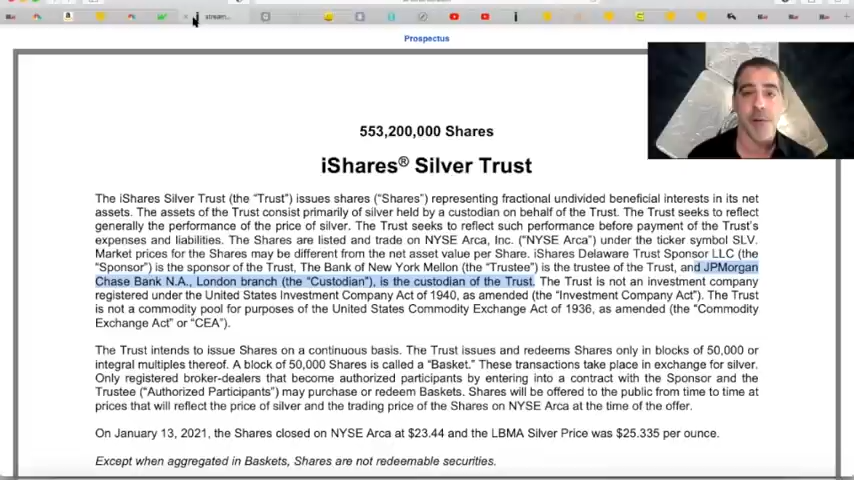 stream...
Prospectus
553,200,000 Shares
iShares® Silver Trust
The iShares Silver Trust (the “Trust”) issues shares (“Shares”) representing fractional undivided beneficial interests in its net
assets. The assets of the Trust consist primarily of silver held by a custodian on behalf of the Trust. The Trust seeks to reflect
generally the performance of the price of silver. The Trust seeks to reflect such performance before payment of the Trust’s
expenses and liabilities. The Shares are listed and trade on NYSE Arca, Inc. (“NYSE Arca”) under the ticker symbol SLV.
Market prices for the Shares may be different from the net asset value per Share. iShares Delaware Trust Sponsor LLC (the
“Sponsor”) is the sponsor of the Trust, The Bank of New York Mellon (the “Trustee”) is the trustee of the Trust, and JPMorgan
Chase Bank N.A., London branch (the “Custodian”), is the custodian of the Trust. The Trust is not an investment company
registered under the United States Investment Company Act of 1940, as amended (the “Investment Company Act”). The Trust
is not a commodity pool for purposes of the United States Commodity Exchange Act of 1936, as amended (the “Commodity
Exchange Act” or “CEA”).
The Trust intends to issue Shares on a continuous basis. The Trust issues and redeems Shares only in blocks of 50,000 or
integral multiples thereof. A block of 50,000 Shares is called a “Basket.” These transactions take place in exchange for silver.
Only registered broker-dealers that become authorized participants by entering into a contract with the Sponsor and the
Trustee (“Authorized Participants”) may purchase or redeem Baskets. Shares will be offered to the public from time to time at
prices that will reflect the price of silver and the trading price of the Shares on NYSE Arca at the time of the offer.
On January 13, 2021, the Shares closed on NYSE Arca at $23.44 and the LBMA Silver Price was $25.335 per ounce.
Except when aggregated in Baskets, Shares are not redeemable securities.